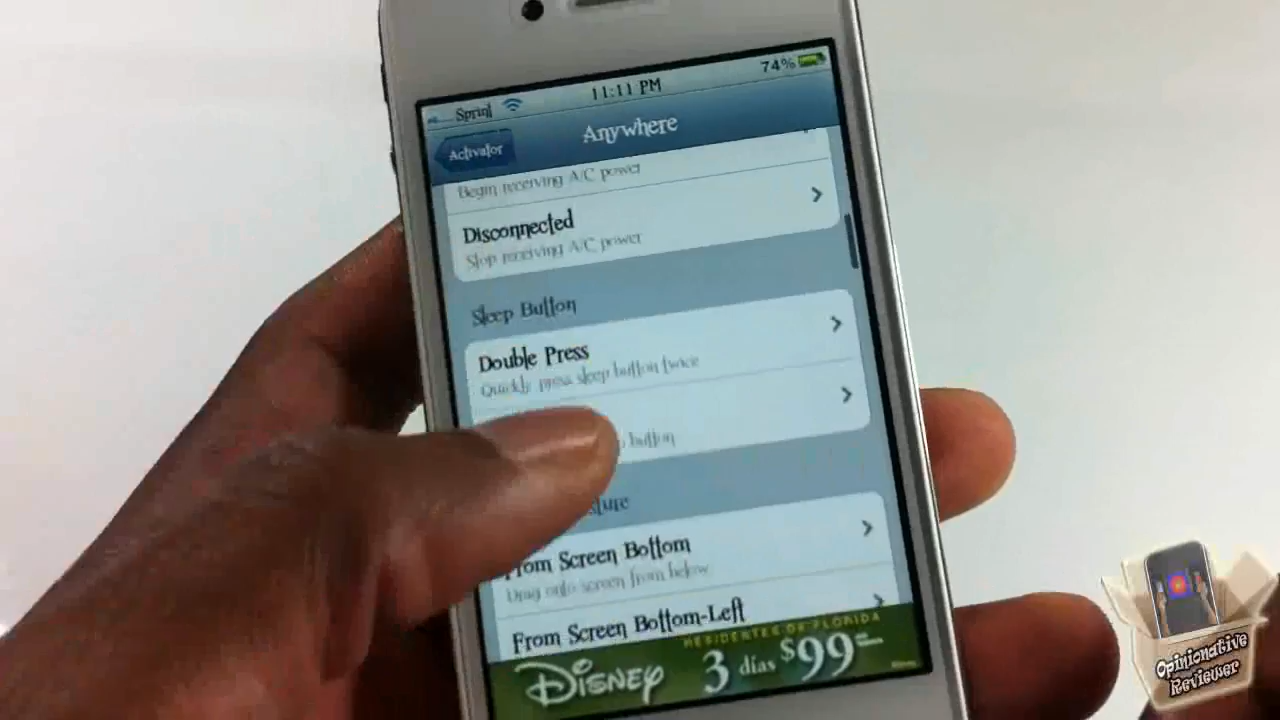 Sprint
11:11 PM
74%
Activator
Anywhere
Begin receiving A/C power
Disconnected
Stop receiving A/C power
Sleep Button
Double Press
Quickly press sleep button twice
button
From Screen Bottom
Drag onto screen from below
From Screen Bottom-Left
RESIDENTES DE FLORIDA
DISNEY 3 días $99
Opinionative
Reviewer